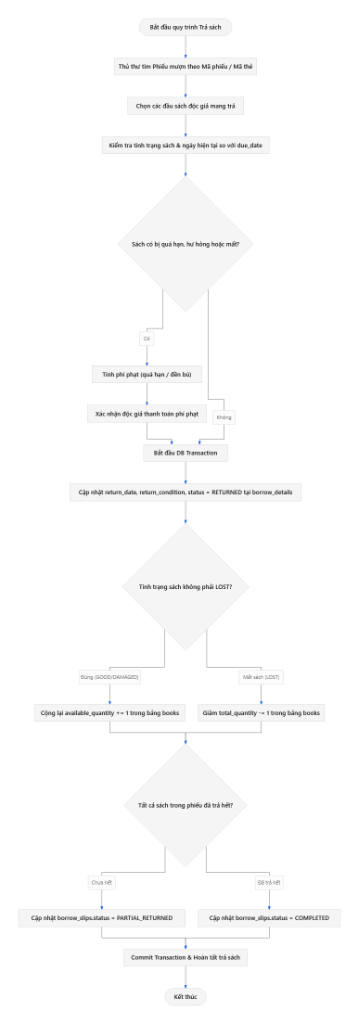 Bắt đầu quy trình Trả sách
Thủ thư tìm Phiếu mượn theo Mã phiếu / Mã thẻ
Chọn các đầu sách độc giả mang trả
Kiểm tra tình trạng sách & ngày hiện tại so với due_date
Sách có bị quá hạn, hư hỏng hoặc mất?
Có
Tính phí phạt (quá hạn / đền bù)
Xác nhận độc giả thanh toán phí phạt
Không
Bắt đầu DB Transaction
Cập nhật return_date, return_condition, status = RETURNED tại borrow_details
Tình trạng sách không phải LOST?
Đúng (GOOD/DAMAGED)
Mất sách (LOST)
Cộng lại available_quantity += 1 trong bảng books
Giảm total_quantity -= 1 trong bảng books
Tất cả sách trong phiếu đã trả hết?
Chưa hết
Đã trả hết
Cập nhật borrow_slips.status = PARTIAL_RETURNED
Cập nhật borrow_slips.status = COMPLETED
Commit Transaction & Hoàn tất trả sách
Kết thúc